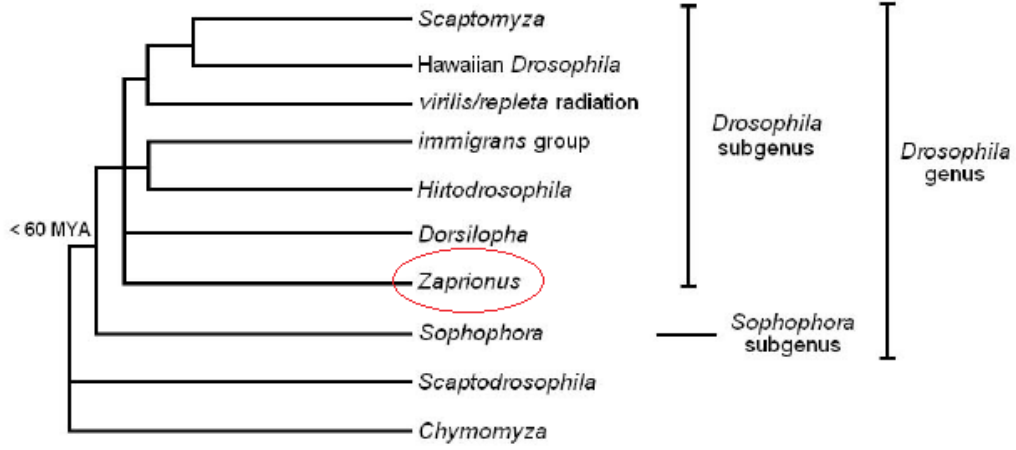 Scaptomyza
Hawaiian Drosophila
virilis/repleta radiation
immigrans group
Hirtodrosophila
< 60 MYA
Dorsilopha
Zaprionus
Sophophora
Scaptodrosophila
Chymomyza
Drosophila
subgenus
Sophophora
subgenus
Drosophila
genus